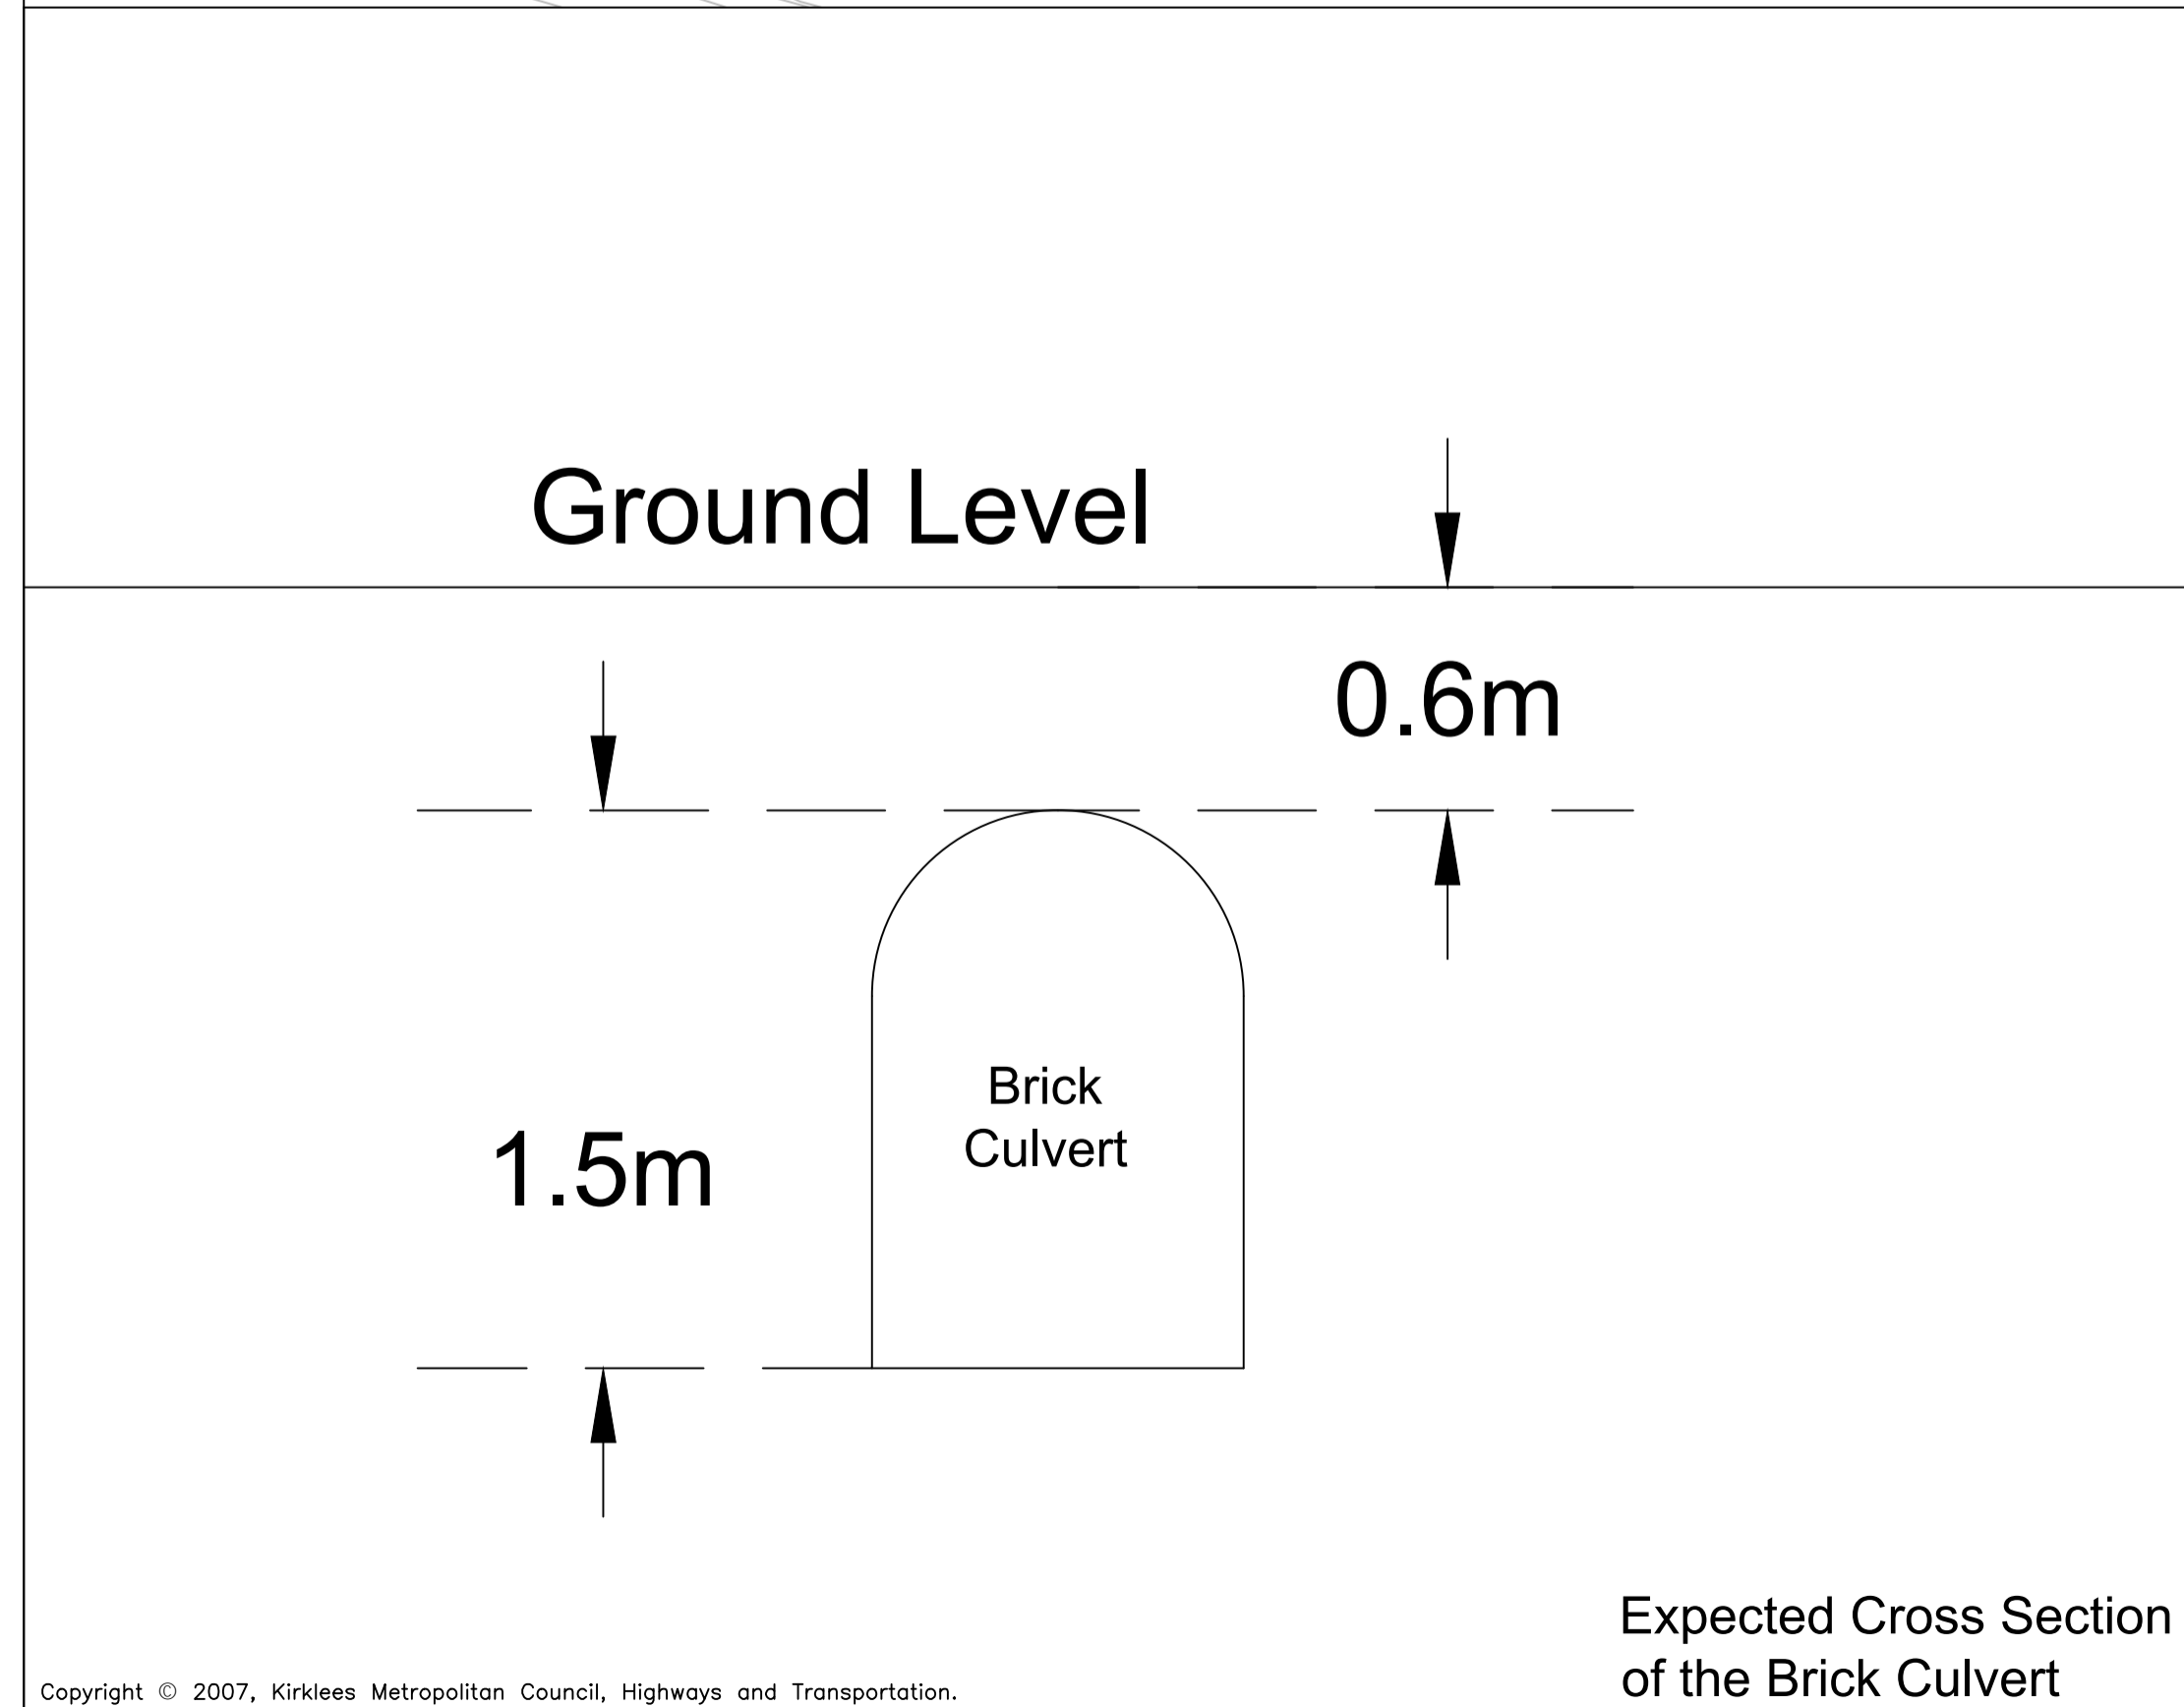 Ground Level
0.6m
Brick
Culvert
1.5m
Expected Cross Section
of the Brick Culvert
Copyright © 2007, Kirklees Metropolitan Council, Highways and Transportation.